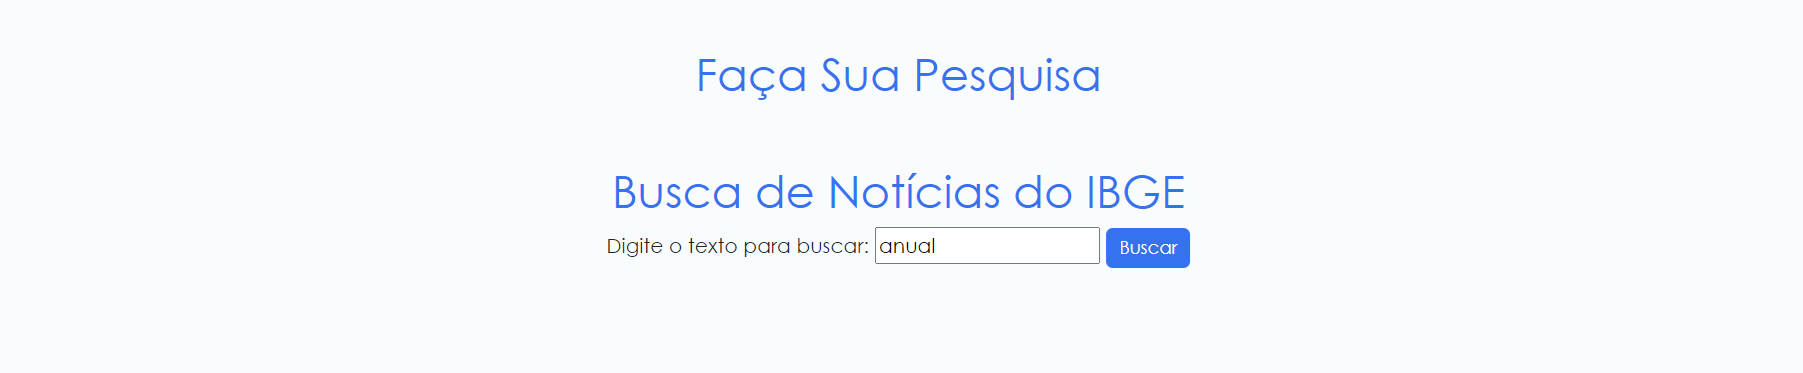 Faça Sua Pesquisa
Busca de Notícias do IBGE
Digite o texto para buscar: anual Buscar